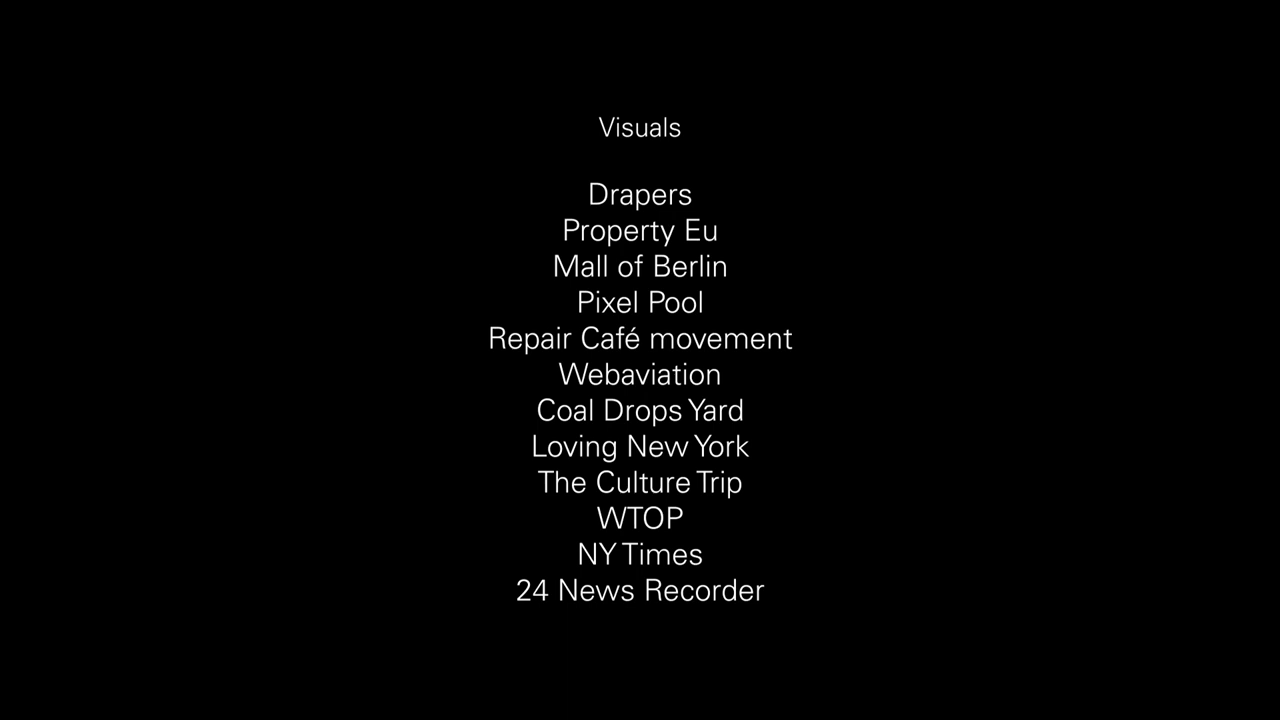 Visuals
Drapers
Property Eu
Mall of Berlin
Pixel Pool
Repair Café movement
Webaviation
Coal Drops Yard
Loving New York
The Culture Trip
WTOP
NY Times
24 News Recorder